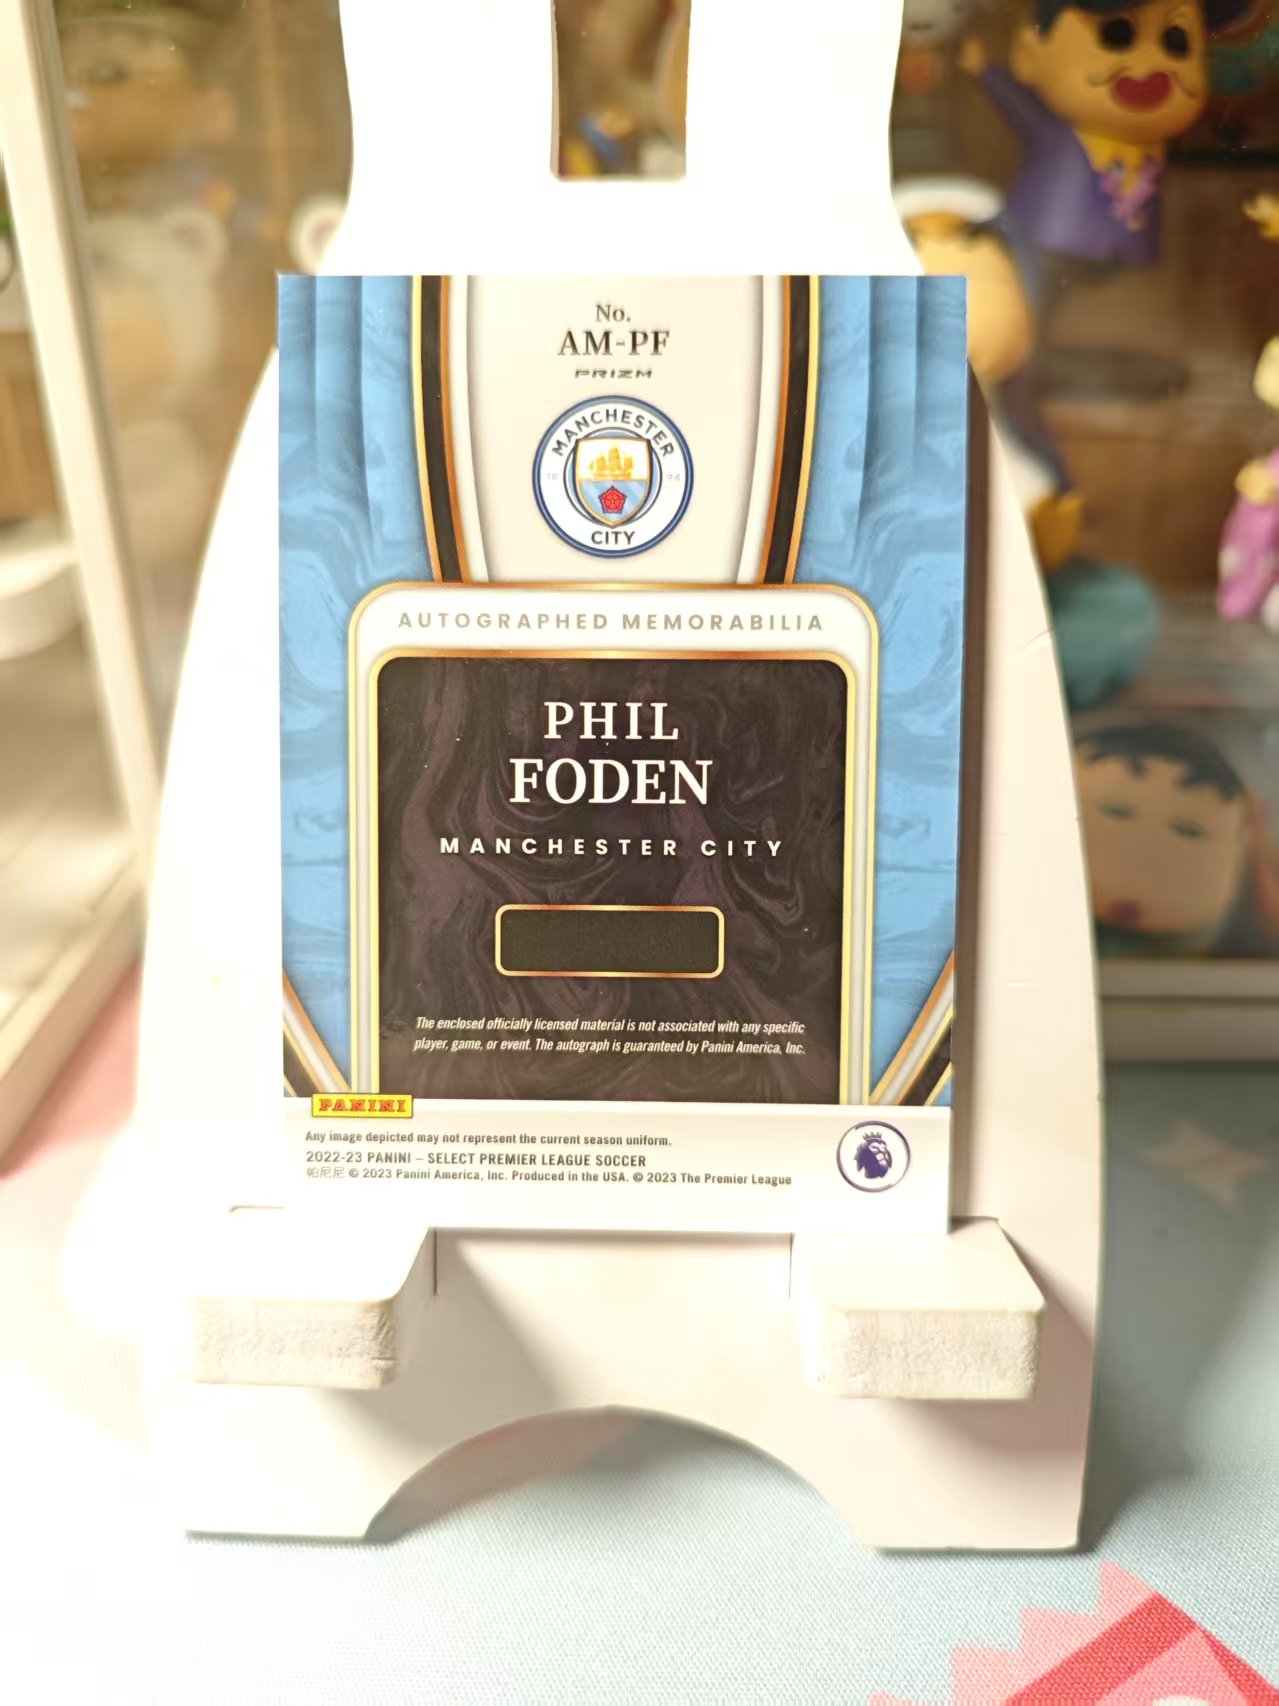 No.
AM-PF
PRIZM
MANCHESTER
18 94
CITY
AUTOGRAPHED MEMORABILIA
PHIL
FODEN
MANCHESTER CITY
The enclosed officially licensed material is not associated with any specific
player, game, or event. The autograph is guaranteed by Panini America, Inc.
PANINI
Any image depicted may not represent the current season uniform.
2022-23 PANINI – SELECT PREMIER LEAGUE SOCCER
帕尼尼 © 2023 Panini America, Inc. Produced in the USA. © 2023 The Premier League